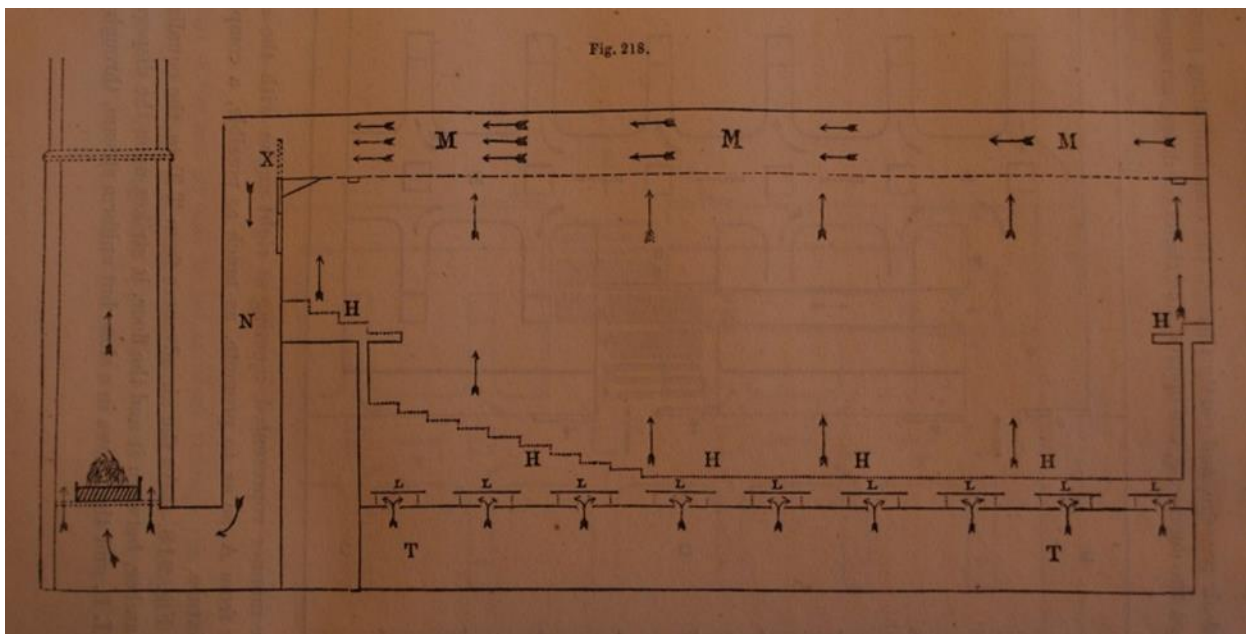 Fig. 218.
M M M
X
H H
N
H H H H
L L L L L L L L L
T T